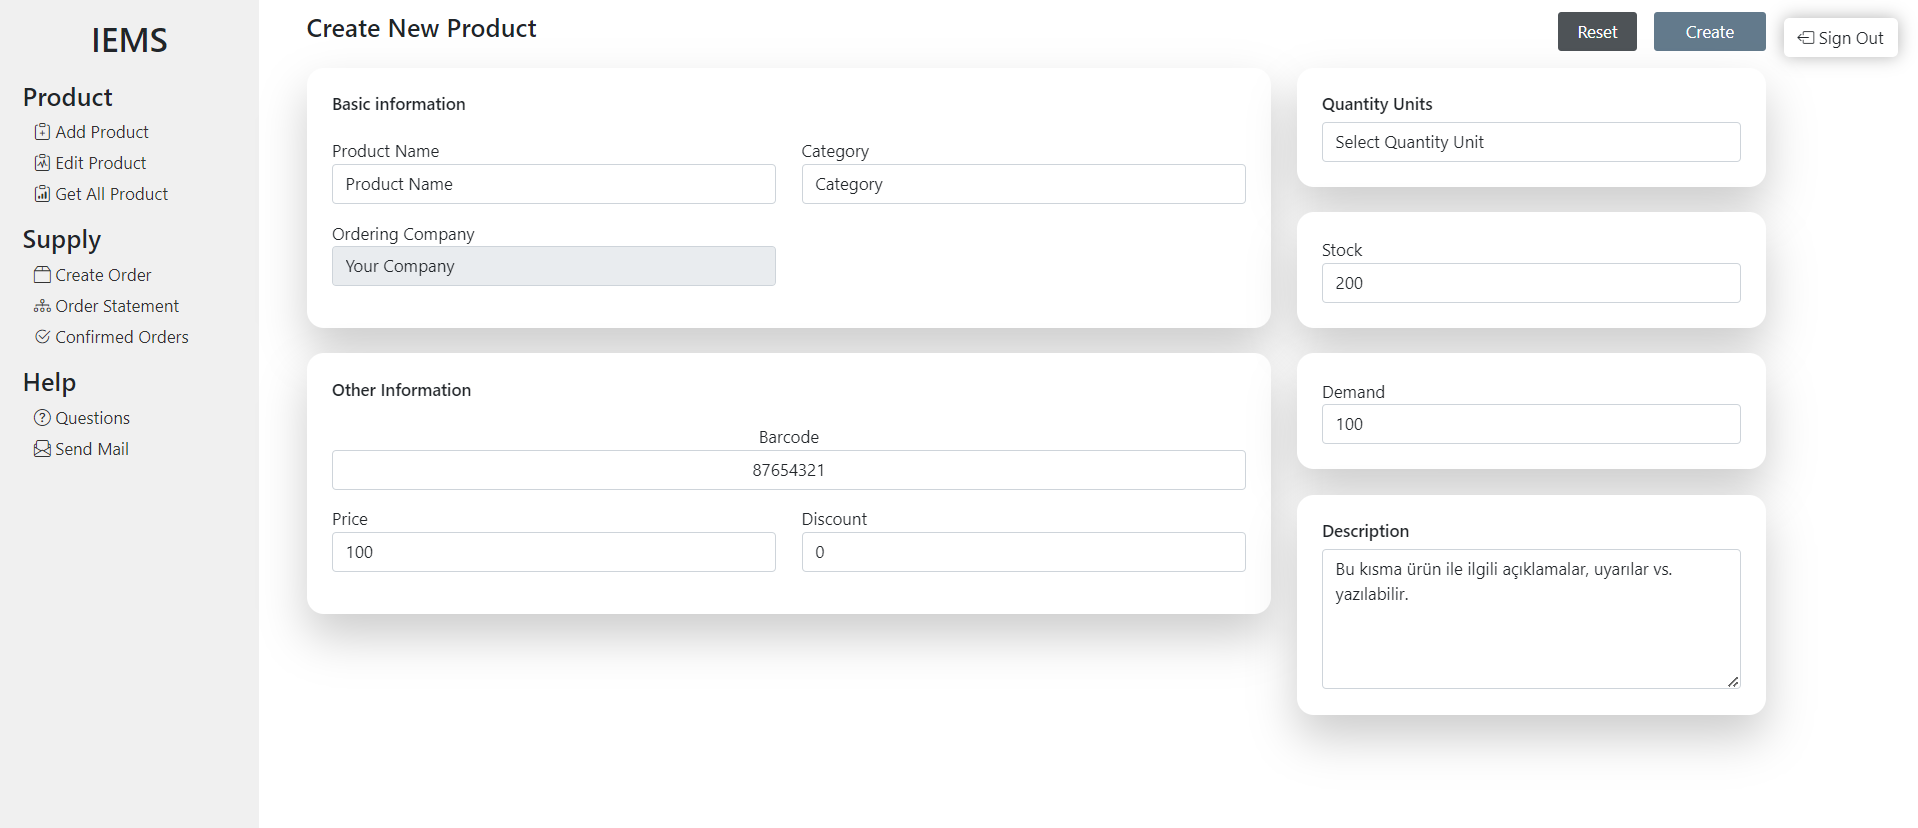 IEMS
Product
Add Product
Edit Product
Get All Product
Supply
Create Order
Order Statement
Confirmed Orders
Help
Questions
Send Mail
Create New Product
Reset
Create
Sign Out
Basic information
Product Name
Product Name
Category
Category
Ordering Company
Your Company
Other Information
Barcode
87654321
Price
100
Discount
0
Quantity Units
Select Quantity Unit
Stock
200
Demand
100
Description
Bu kısma ürün ile ilgili açıklamalar, uyarılar vs.
yazılabilir.